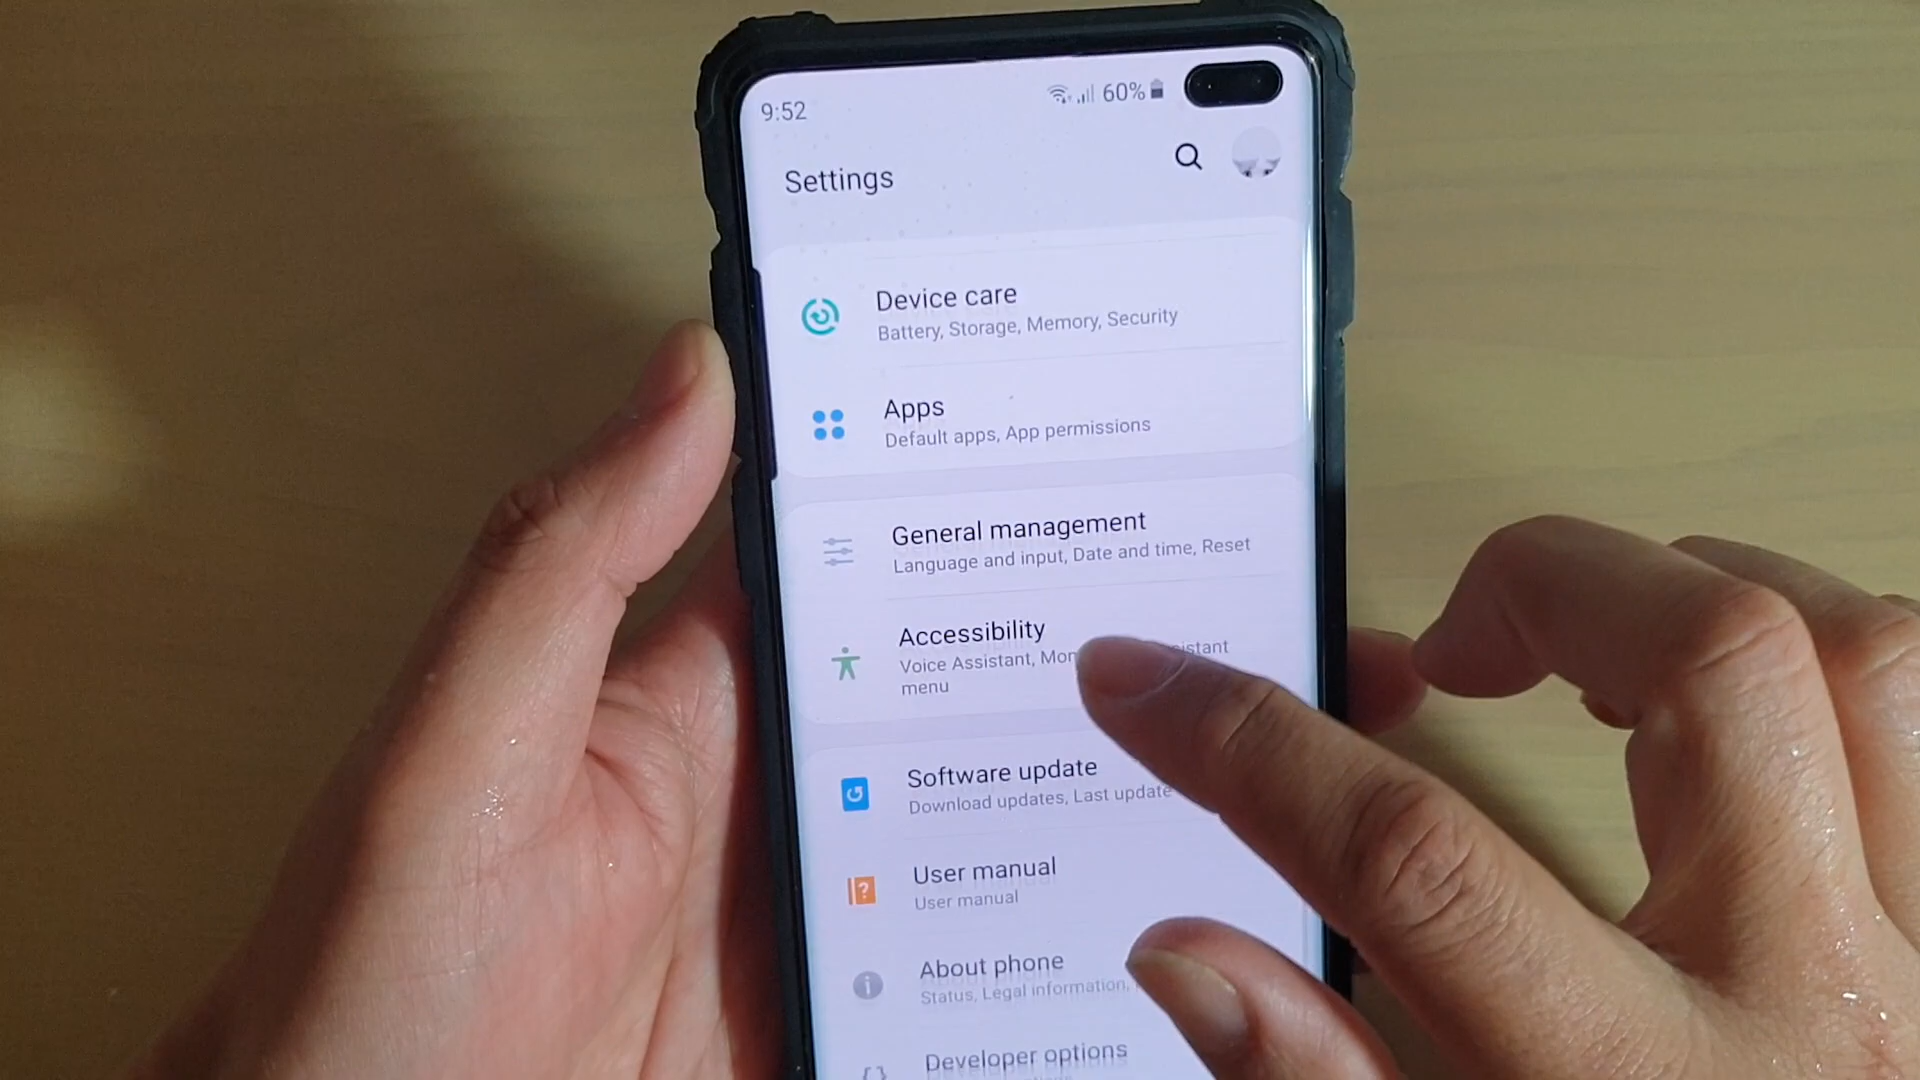 9:52
60%
Settings
Device care
Battery, Storage, Memory, Security
Apps
Default apps, App permissions
General management
Language and input, Date and time, Reset
Accessibility
Voice Assistant,
menu
Software update
Download updates, Last update
User manual
User manual
About phone
Status, Legal information,
Developer options